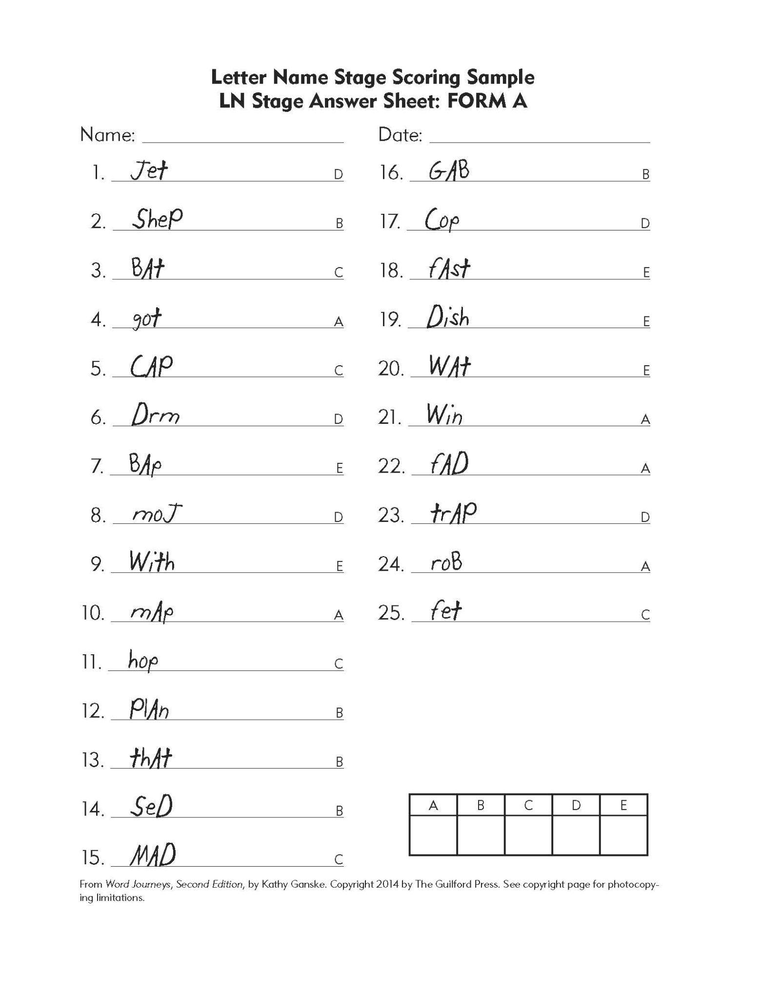 Letter Name Stage Scoring Sample
LN Stage Answer Sheet: FORM A
Name:
Date:
1. Jet D
2. SheP B
3. BAt C
4. got A
5. CAP C
6. Drm D
7. BAp E
8. moJ D
9. With E
10. mAp A
11. hop C
12. PlAn B
13. thAt B
14. SeD B
15. MAD C
16. GAB B
17. Cop D
18. fAst E
19. Dish E
20. WAt E
21. Win A
22. fAD A
23. trAP D
24. roB A
25. fet C
A B C D E
From Word Journeys, Second Edition, by Kathy Ganske. Copyright 2014 by The Guilford Press. See copyright page for photocopy-
ing limitations.